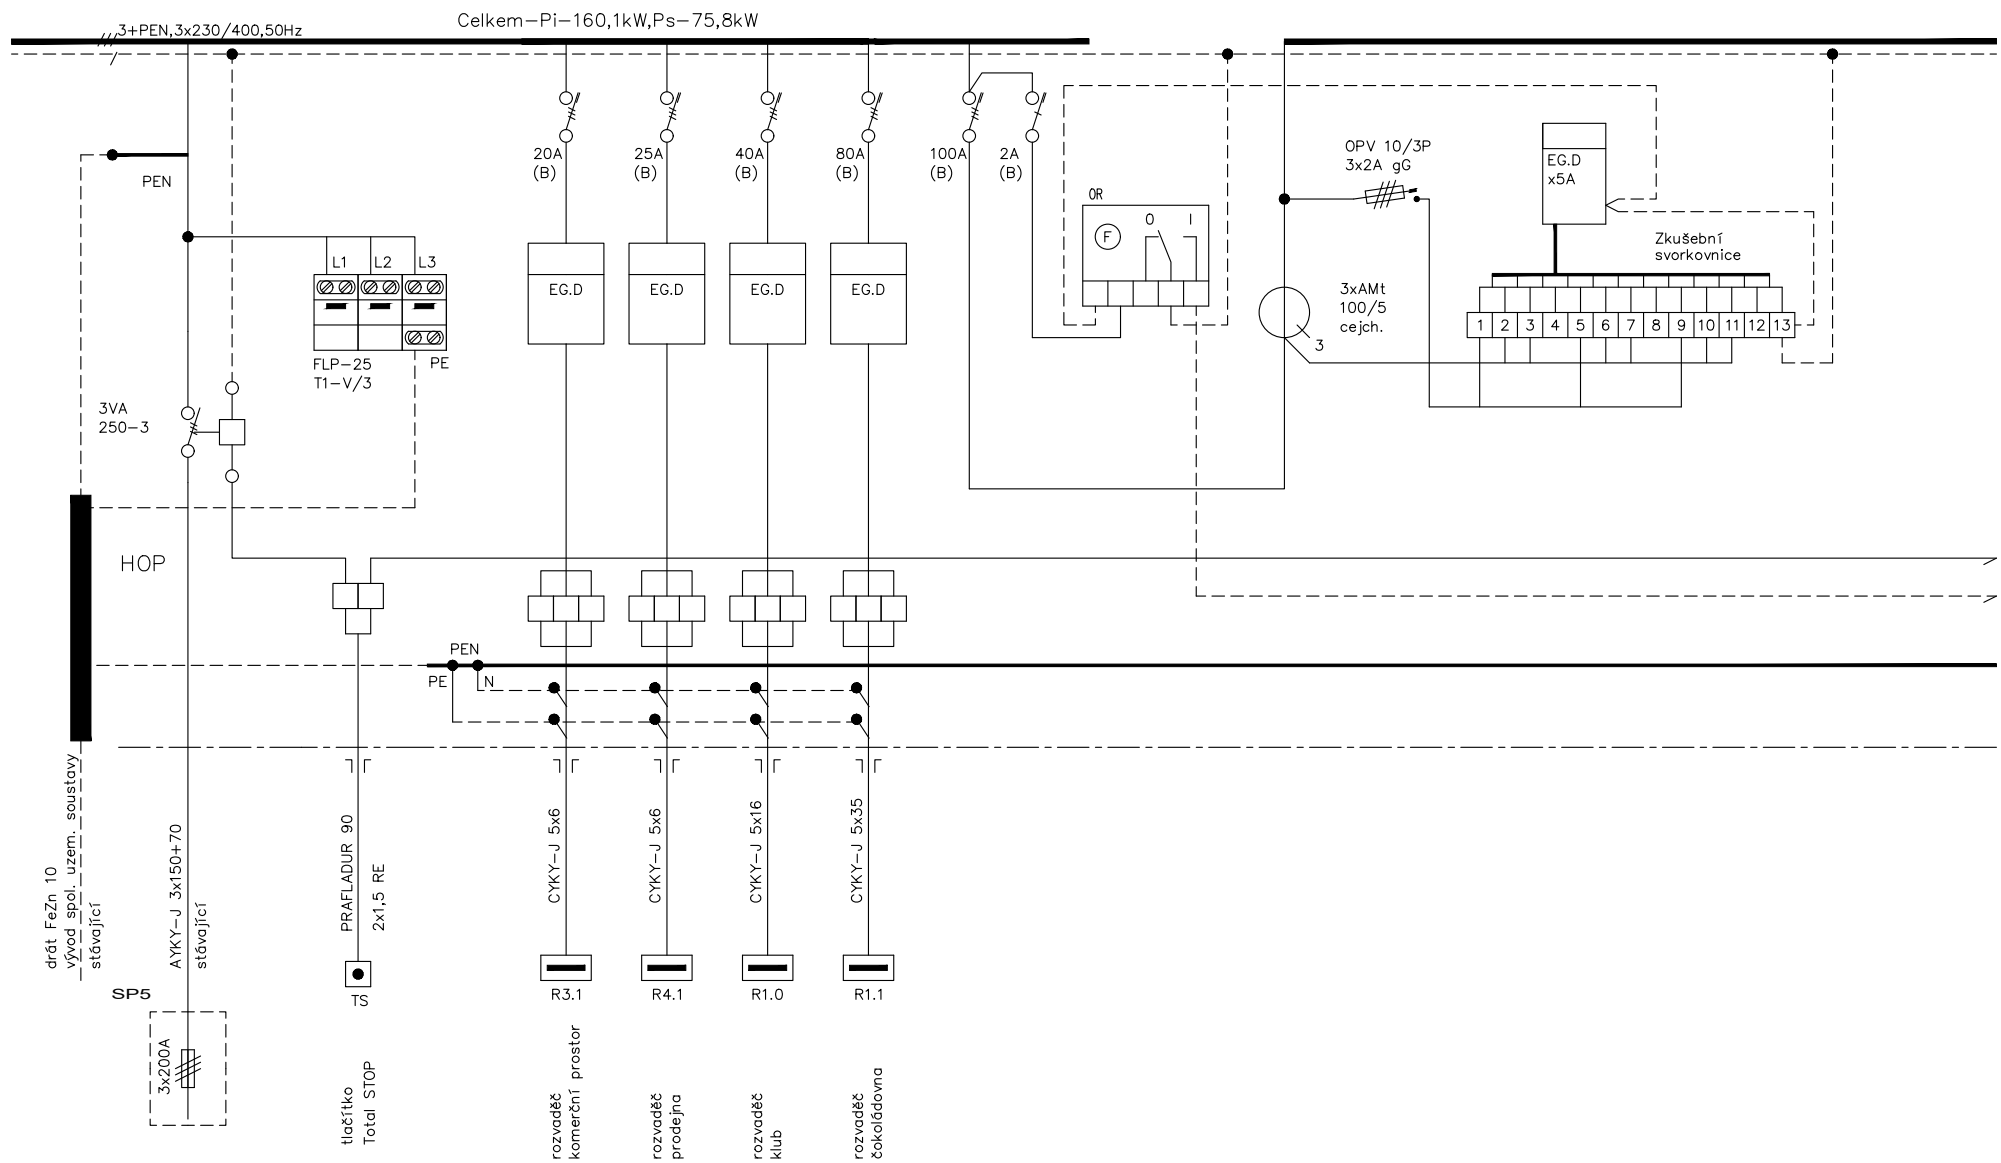 Celkem-Pi-160,1kW,Ps-75,8kW
3+PEN,3x230/400,50Hz
PEN
20A
(B)
25A
(B)
40A
(B)
80A
(B)
100A
(B)
2A
(B)
OR
F
0
I
OPV 10/3P
3x2A gG
EG.D
x5A
Zkušební
svorkovnice
L1
L2
L3
FLP-25
T1-V/3
PE
EG.D
EG.D
EG.D
EG.D
3xAMt
100/5
cejch.
3
1 2 3 4 5 6 7 8 9 10 11 12 13
3VA
250-3
HOP
PEN
PE
N
drát FeZn 10
vývod spol. uzem. soustavy
stávající
AYKY-J 3x150+70
stávající
PRAFLADUR 90
2x1,5 RE
CYKY-J 5x6
CYKY-J 5x6
CYKY-J 5x16
CYKY-J 5x35
SP5
3x200A
TS
R3.1
R4.1
R1.0
R1.1
tlačítko
Total STOP
rozvaděč
komerční prostor
rozvaděč
prodejna
rozvaděč
klub
rozvaděč
čokoládovna